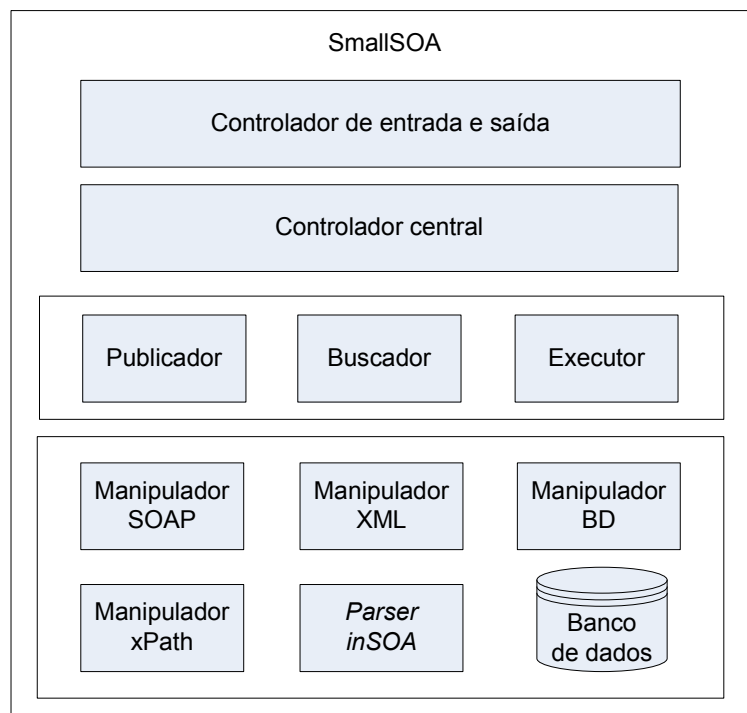 SmallSOA
Controlador de entrada e saída
Controlador central
Publicador
Buscador
Executor
Manipulador
SOAP
Manipulador
XML
Manipulador
BD
Manipulador
xPath
Parser
inSOA
Banco
de dados